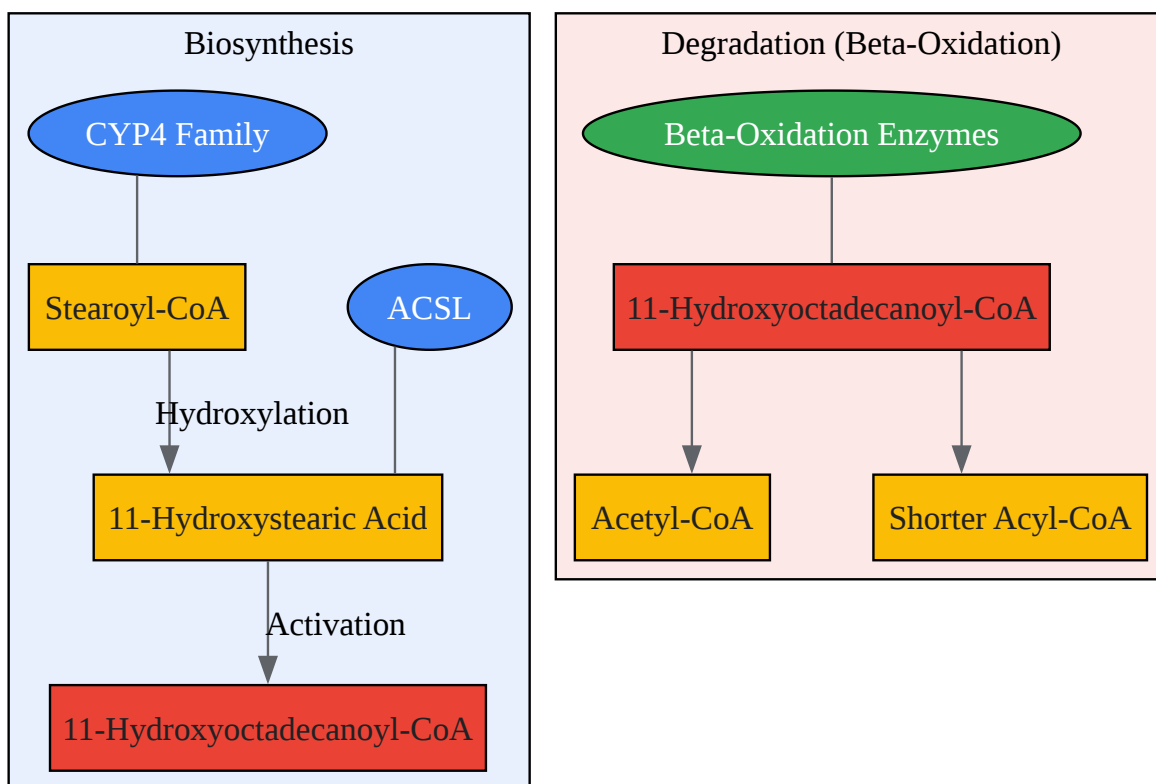 Biosynthesis
CYP4 Family
Stearoyl-CoA
ACSL
Hydroxylation
11-Hydroxystearic Acid
Activation
11-Hydroxyoctadecanoyl-CoA
Degradation (Beta-Oxidation)
Beta-Oxidation Enzymes
11-Hydroxyoctadecanoyl-CoA
Acetyl-CoA
Shorter Acyl-CoA